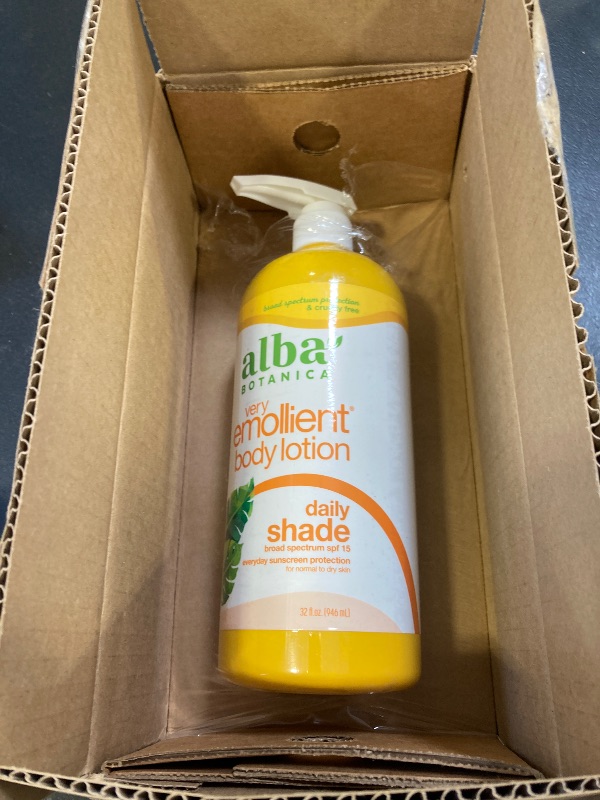 broad spectrum protection
& cruelty free
alba
BOTANICA
very
emollient®
body lotion
daily
shade
broad spectrum spf 15
everyday sunscreen protection
for normal to dry skin
32 fl.oz. (946 mL)